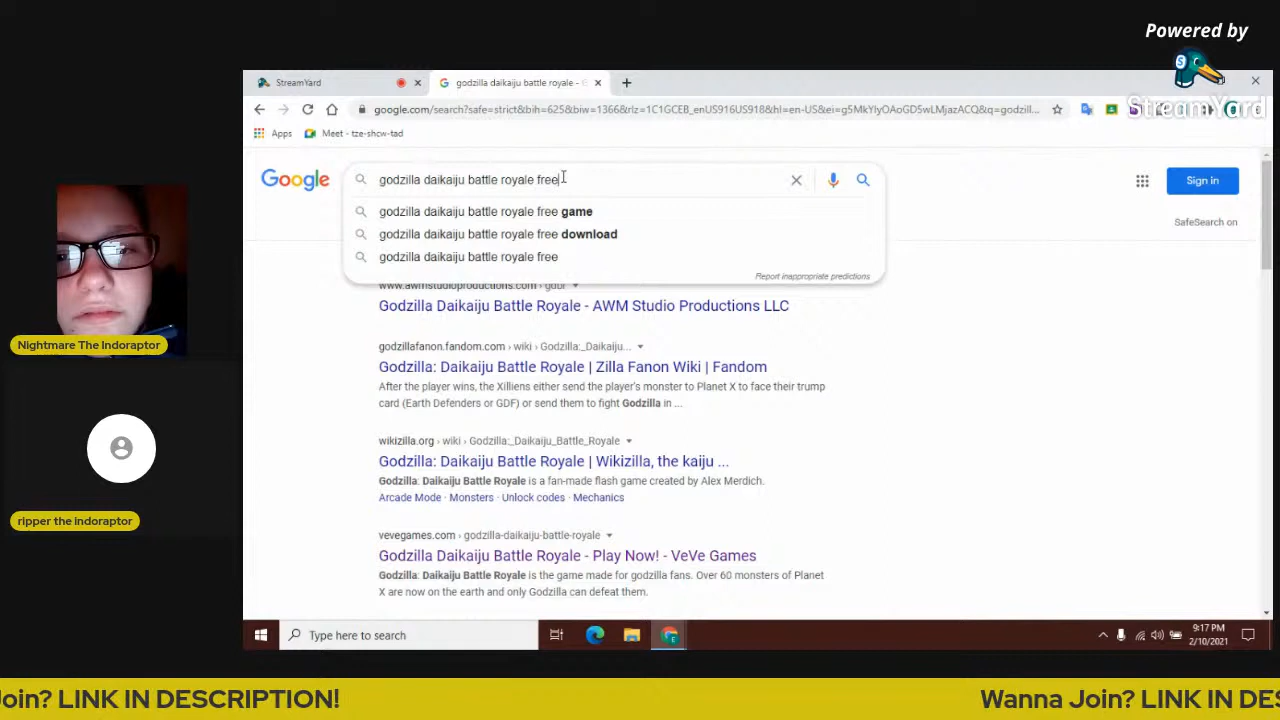 Powered by
StreamYard
StreamYard
godzilla daikaiju battle royale -
google.com/search?safe=strict&bih=625&biw=1366&rlz=1C1GCEB_enUS916US918&hl=en-US&ei=g5MkYIyOAoGD5wLMjazACQ&q=godzill...
Apps
Meet - tze-shcw-tad
Google
godzilla daikaiju battle royale free
Sign in
SafeSearch on
godzilla daikaiju battle royale free game
godzilla daikaiju battle royale free download
godzilla daikaiju battle royale free
Report inappropriate predictions
www.awmstudioproductions.com › gdbr
Godzilla Daikaiju Battle Royale - AWM Studio Productions LLC
godzillafanon.fandom.com › wiki › Godzilla:_Daikaiju...
Godzilla: Daikaiju Battle Royale | Zilla Fanon Wiki | Fandom
After the player wins, the Xilliens either send the player's monster to Planet X to face their trump
card (Earth Defenders or GDF) or send them to fight Godzilla in ...
wikizilla.org › wiki › Godzilla:_Daikaiju_Battle_Royale
Godzilla: Daikaiju Battle Royale | Wikizilla, the kaiju ...
Godzilla: Daikaiju Battle Royale is a fan-made flash game created by Alex Merdich.
Arcade Mode · Monsters · Unlock codes · Mechanics
vevegames.com › godzilla-daikaiju-battle-royale
Godzilla Daikaiju Battle Royale - Play Now! - VeVe Games
Godzilla: Daikaiju Battle Royale is the game made for godzilla fans. Over 60 monsters of Planet
X are now on the earth and only Godzilla can defeat them.
Nightmare The Indoraptor
ripper the indoraptor
Type here to search
9:17 PM
2/10/2021
Join? LINK IN DESCRIPTION!
Wanna Join? LINK IN DES